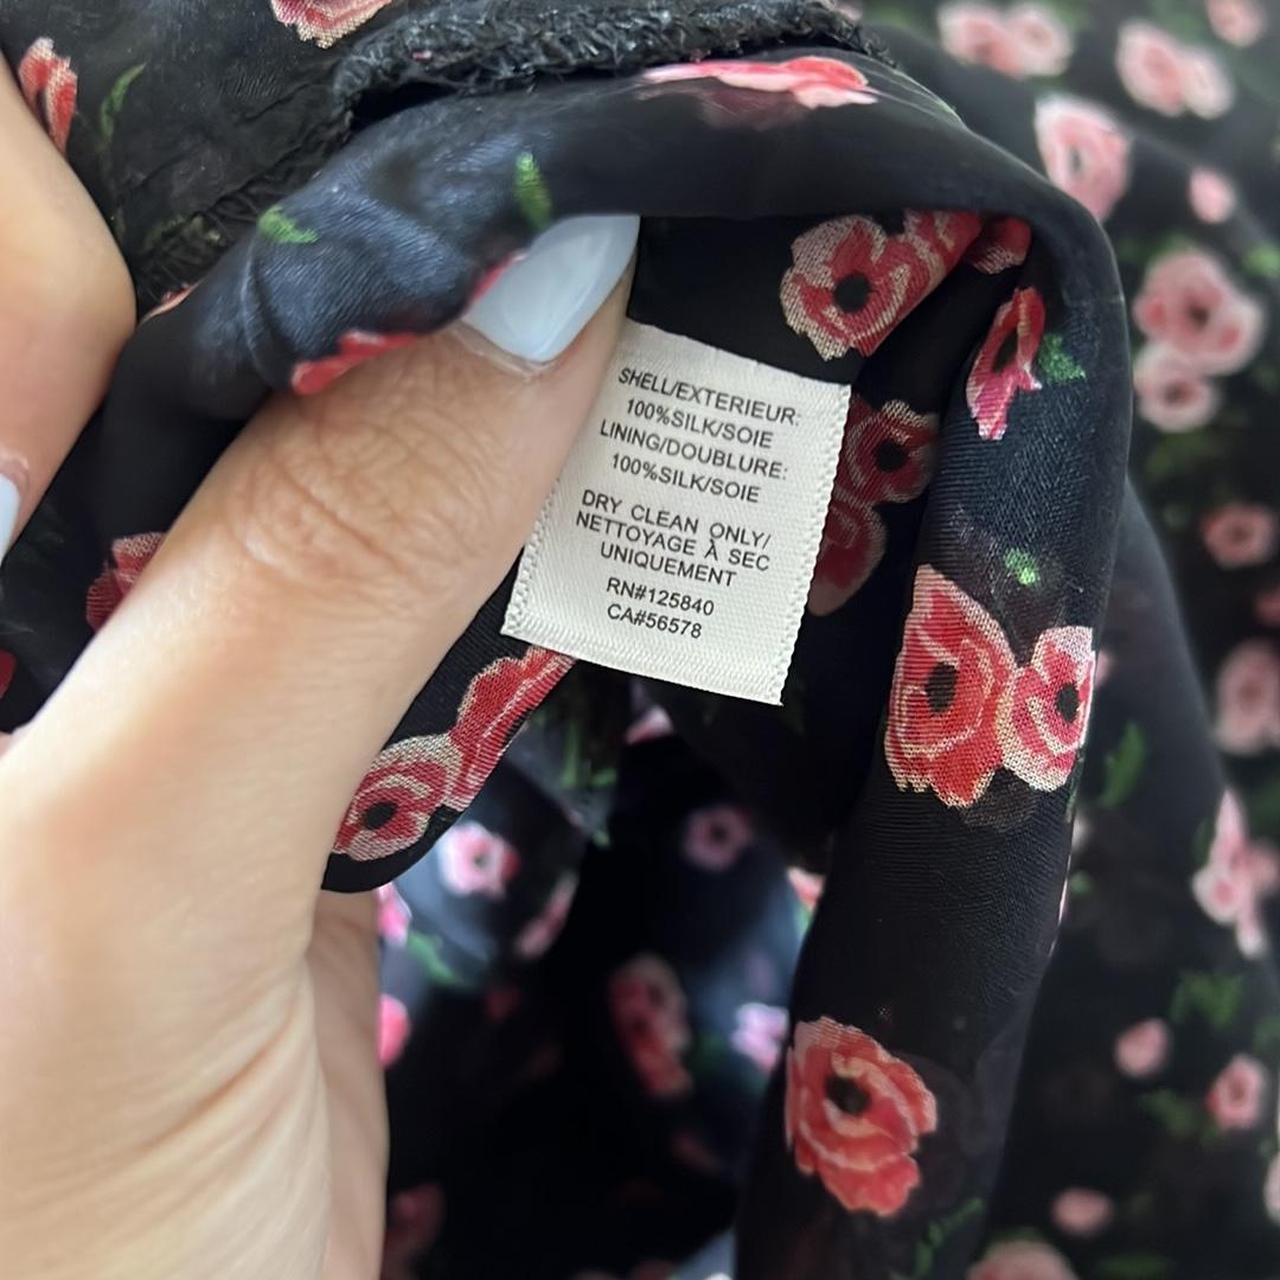 SHELL/EXTERIEUR:
100%SILK/SOIE
LINING/DOUBLURE:
100%SILK/SOIE
DRY CLEAN ONLY/
NETTOYAGE À SEC
UNIQUEMENT
RN#125840
CA#56578